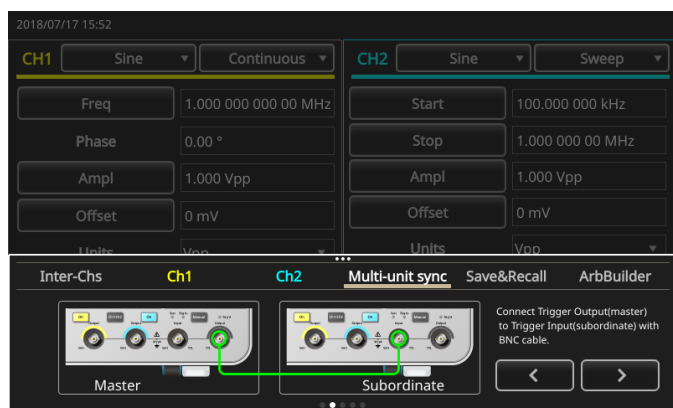 2018/07/17 15:52
CH1 Sine Continuous
CH2 Sine Sweep
Freq 1.000 000 000 00 MHz
Start 100.000 000 kHz
Phase 0.00 °
Stop 1.000 000 00 MHz
Ampl 1.000 Vpp
Ampl 1.000 Vpp
Offset 0 mV
Offset 0 mV
Units Vpp
Units Vpp
Inter-Chs Ch1 Ch2 Multi-unit sync Save&Recall ArbBuilder
Connect Trigger Output(master)
to Trigger Input(subordinate) with
BNC cable.
Master
Subordinate